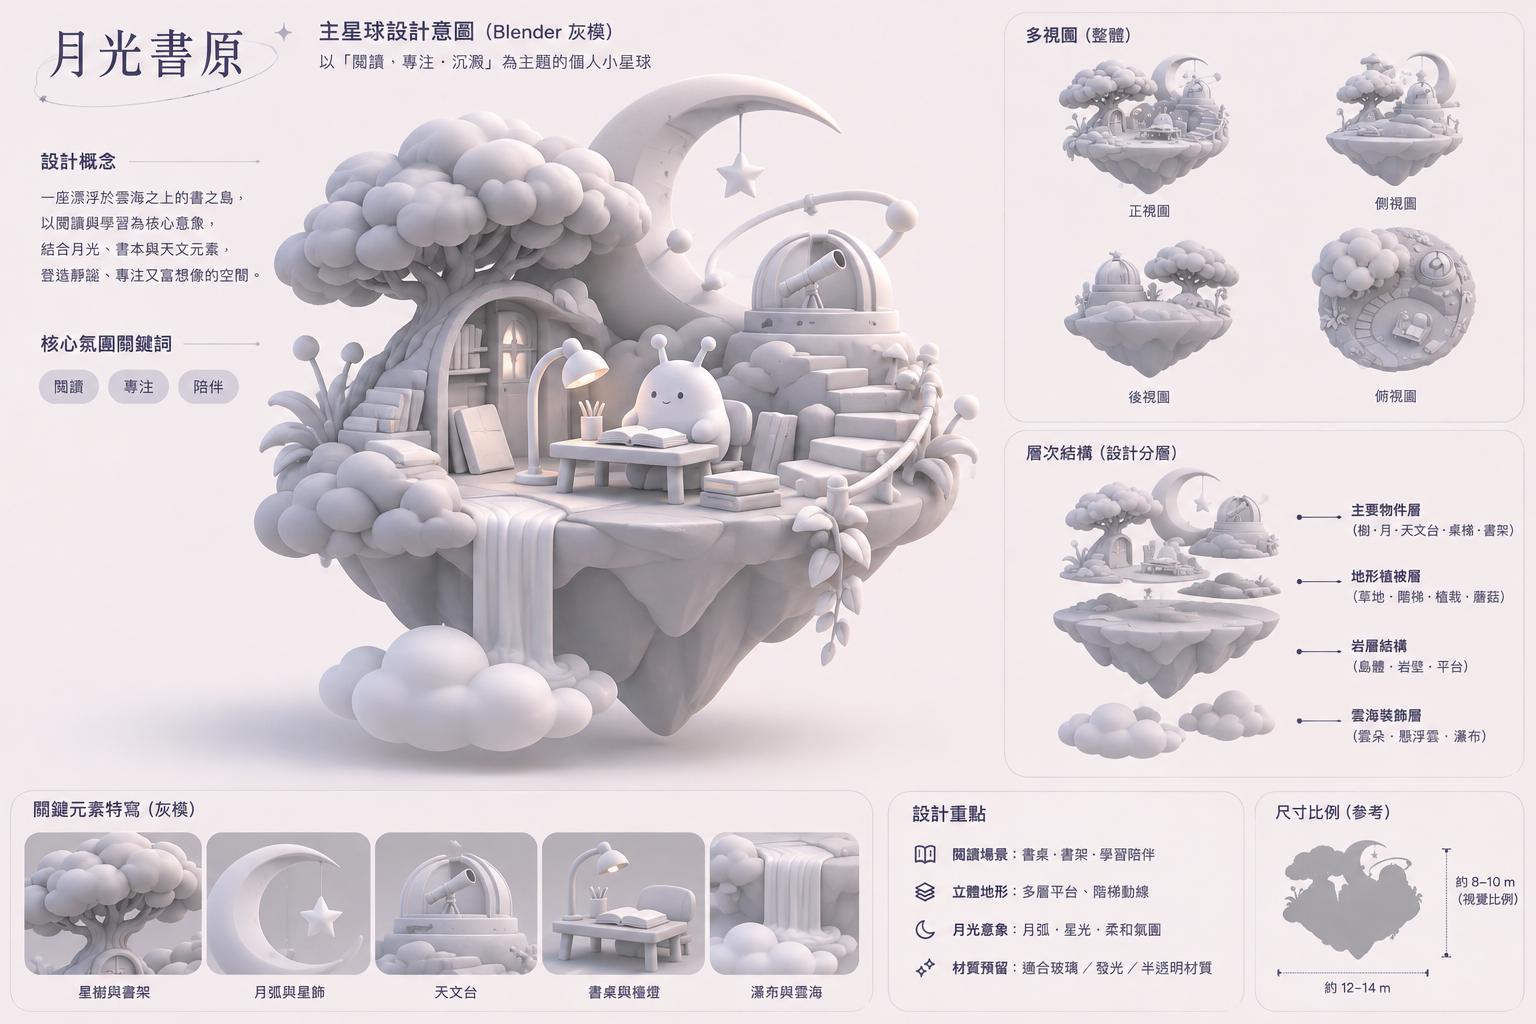 月光書原
主星球設計意圖（Blender 灰模）
以「閱讀・專注・沉澱」為主題的個人小星球
設計概念
一座漂浮於雲海之上的書之島，
以閱讀與學習為核心意象，
結合月光、書本與天文元素，
登造靜謐、專注又富想像的空間。
核心氛圍關鍵詞
閱讀
專注
陪伴
多視圖（整體）
正視圖
側視圖
後視圖
俯視圖
層次結構（設計分層）
主要物件層
（樹・月・天文台・桌梯・書架）
地形植被層
（草地・階梯・植栽・蘑菇）
岩層結構
（島體・岩壁・平台）
雲海裝飾層
（雲朵・懸浮雲・瀑布）
關鍵元素特寫（灰模）
星樹與書架
月弧與星飾
天文台
書桌與檯燈
瀑布與雲海
設計重點
閱讀場景：書桌・書架・學習陪伴
立體地形：多層平台、階梯動線
月光意象：月弧・星光・柔和氛圍
材質預留：適合玻璃／發光／半透明材質
尺寸比例（參考）
約 8–10 m
（視覺比例）
約 12–14 m